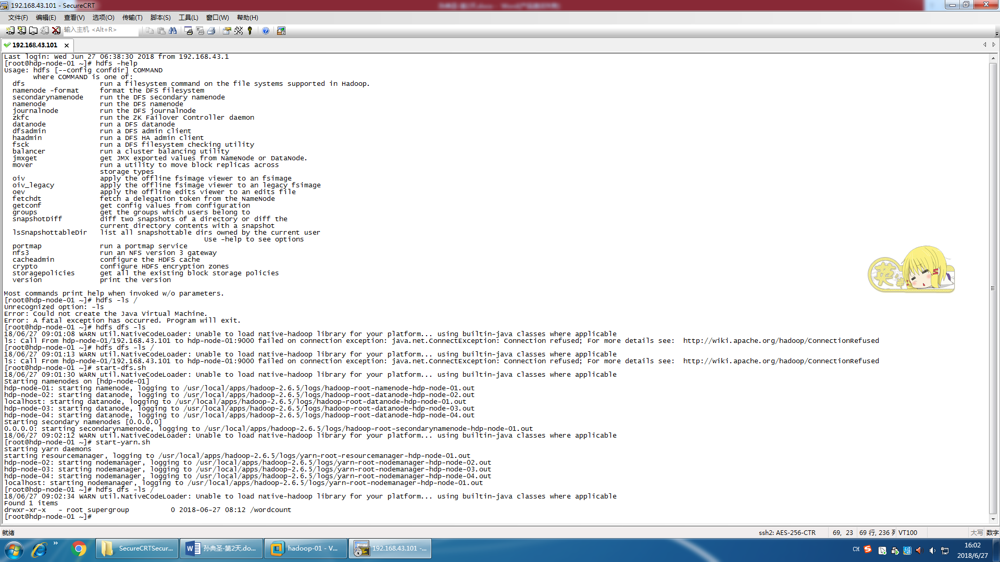 192.168.43.101 - SecureCRT
文件(F) 编辑(E) 查看(V) 选项(O) 传输(T) 脚本(S) 工具(L) 窗口(W) 帮助(H)
输入主机 <Alt+R>
192.168.43.101
Last login: Wed Jun 27 06:38:30 2018 from 192.168.43.1
[root@hdp-node-01 ~]# hdfs -help
Usage: hdfs [--config confdir] COMMAND
where COMMAND is one of:
dfs run a filesystem command on the file systems supported in Hadoop.
namenode -format format the DFS filesystem
secondarynamenode run the DFS secondary namenode
namenode run the DFS namenode
journalnode run the DFS journalnode
zkfc run the ZK Failover Controller daemon
datanode run a DFS datanode
dfsadmin run a DFS admin client
haadmin run a DFS HA admin client
fsck run a DFS filesystem checking utility
balancer run a cluster balancing utility
jmxget get JMX exported values from NameNode or DataNode.
mover run a utility to move block replicas across
storage types
oiv apply the offline fsimage viewer to an fsimage
oiv_legacy apply the offline fsimage viewer to an legacy fsimage
oev apply the offline edits viewer to an edits file
fetchdt fetch a delegation token from the NameNode
getconf get config values from configuration
groups get the groups which users belong to
snapshotDiff diff two snapshots of a directory or diff the
current directory contents with a snapshot
lsSnapshottableDir list all snapshottable dirs owned by the current user
Use -help to see options
portmap run a portmap service
nfs3 run an NFS version 3 gateway
cacheadmin configure the HDFS cache
crypto configure HDFS encryption zones
storagepolicies get all the existing block storage policies
version print the version
Most commands print help when invoked w/o parameters.
[root@hdp-node-01 ~]# hdfs -ls /
Unrecognized option: -ls
Error: Could not create the Java Virtual Machine.
Error: A fatal exception has occurred. Program will exit.
[root@hdp-node-01 ~]# hdfs dfs -ls
18/06/27 09:01:08 WARN util.NativeCodeLoader: Unable to load native-hadoop library for your platform... using builtin-java classes where applicable
ls: Call From hdp-node-01/192.168.43.101 to hdp-node-01:9000 failed on connection exception: java.net.ConnectException: Connection refused; For more details see:  http://wiki.apache.org/hadoop/ConnectionRefused
[root@hdp-node-01 ~]# hdfs dfs -ls /
18/06/27 09:01:13 WARN util.NativeCodeLoader: Unable to load native-hadoop library for your platform... using builtin-java classes where applicable
ls: Call From hdp-node-01/192.168.43.101 to hdp-node-01:9000 failed on connection exception: java.net.ConnectException: Connection refused; For more details see:  http://wiki.apache.org/hadoop/ConnectionRefused
[root@hdp-node-01 ~]# start-dfs.sh
18/06/27 09:01:30 WARN util.NativeCodeLoader: Unable to load native-hadoop library for your platform... using builtin-java classes where applicable
Starting namenodes on [hdp-node-01]
hdp-node-01: starting namenode, logging to /usr/local/apps/hadoop-2.6.5/logs/hadoop-root-namenode-hdp-node-01.out
hdp-node-02: starting datanode, logging to /usr/local/apps/hadoop-2.6.5/logs/hadoop-root-datanode-hdp-node-02.out
localhost: starting datanode, logging to /usr/local/apps/hadoop-2.6.5/logs/hadoop-root-datanode-hdp-node-01.out
hdp-node-03: starting datanode, logging to /usr/local/apps/hadoop-2.6.5/logs/hadoop-root-datanode-hdp-node-03.out
hdp-node-04: starting datanode, logging to /usr/local/apps/hadoop-2.6.5/logs/hadoop-root-datanode-hdp-node-04.out
Starting secondary namenodes [0.0.0.0]
0.0.0.0: starting secondarynamenode, logging to /usr/local/apps/hadoop-2.6.5/logs/hadoop-root-secondarynamenode-hdp-node-01.out
18/06/27 09:02:12 WARN util.NativeCodeLoader: Unable to load native-hadoop library for your platform... using builtin-java classes where applicable
[root@hdp-node-01 ~]# start-yarn.sh
starting yarn daemons
starting resourcemanager, logging to /usr/local/apps/hadoop-2.6.5/logs/yarn-root-resourcemanager-hdp-node-01.out
hdp-node-02: starting nodemanager, logging to /usr/local/apps/hadoop-2.6.5/logs/yarn-root-nodemanager-hdp-node-02.out
hdp-node-03: starting nodemanager, logging to /usr/local/apps/hadoop-2.6.5/logs/yarn-root-nodemanager-hdp-node-03.out
hdp-node-04: starting nodemanager, logging to /usr/local/apps/hadoop-2.6.5/logs/yarn-root-nodemanager-hdp-node-04.out
localhost: starting nodemanager, logging to /usr/local/apps/hadoop-2.6.5/logs/yarn-root-nodemanager-hdp-node-01.out
[root@hdp-node-01 ~]# hdfs dfs -ls /
18/06/27 09:02:34 WARN util.NativeCodeLoader: Unable to load native-hadoop library for your platform... using builtin-java classes where applicable
Found 1 items
drwxr-xr-x   - root supergroup          0 2018-06-27 08:12 /wordcount
[root@hdp-node-01 ~]#
英
就绪 ssh2: AES-256-CTR 69, 23 69 行, 236 列 VT100 大写 数字
SecureCRTSecur... 孙典圣-第2天.do... hadoop-01 - V... 192.168.43.101 -... CH 16:02
2018/6/27